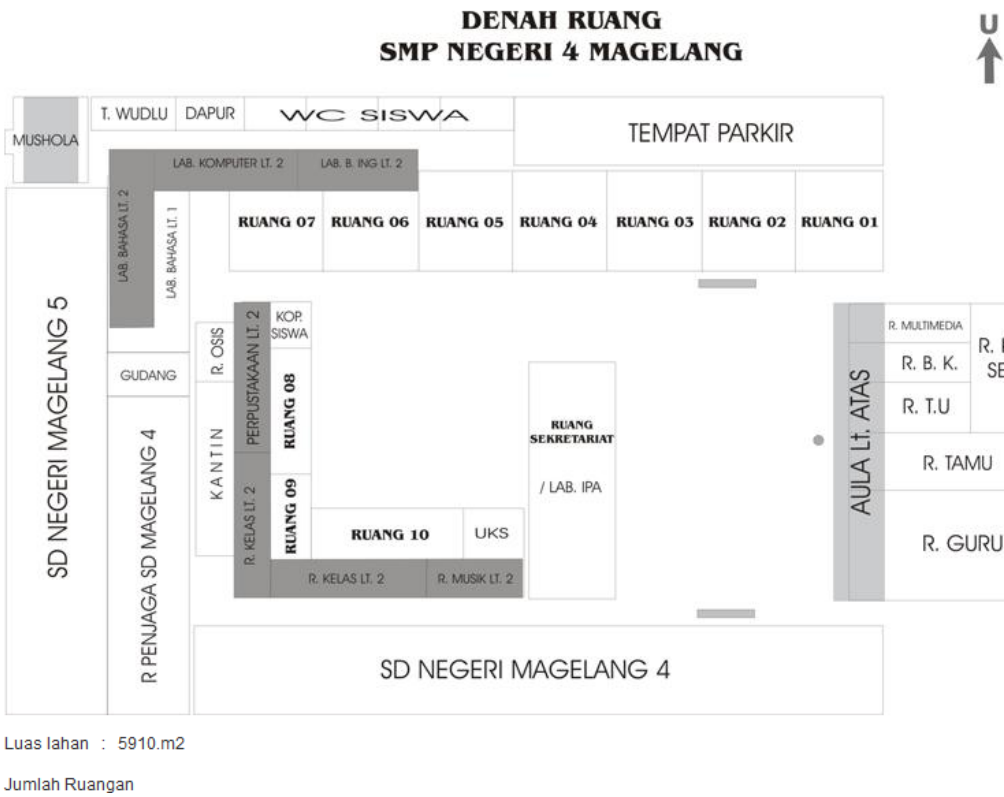 DENAH RUANG
SMP NEGERI 4 MAGELANG
U
MUSHOLA
T. WUDLU
DAPUR
WC SISWA
TEMPAT PARKIR
LAB. KOMPUTER LT. 2
LAB. B. ING LT. 2
LAB. BAHASA LT. 2
LAB. BAHASA LT. 1
RUANG 07
RUANG 06
RUANG 05
RUANG 04
RUANG 03
RUANG 02
RUANG 01
SD NEGERI MAGELANG 5
GUDANG
R PENJAGA SD MAGELANG 4
R. OSIS
KANTIN
PERPUSTAKAAN LT. 2
R. KELAS LT. 2
KOP.
SISWA
RUANG 08
RUANG 09
RUANG 10
UKS
R. KELAS LT. 2
R. MUSIK LT. 2
RUANG
SEKRETARIAT
/ LAB. IPA
AULA Lt. ATAS
R. MULTIMEDIA
R. B. K.
R. T.U
R. TAMU
R. GURU
R.
SE
SD NEGERI MAGELANG 4
Luas lahan : 5910.m2
Jumlah Ruangan